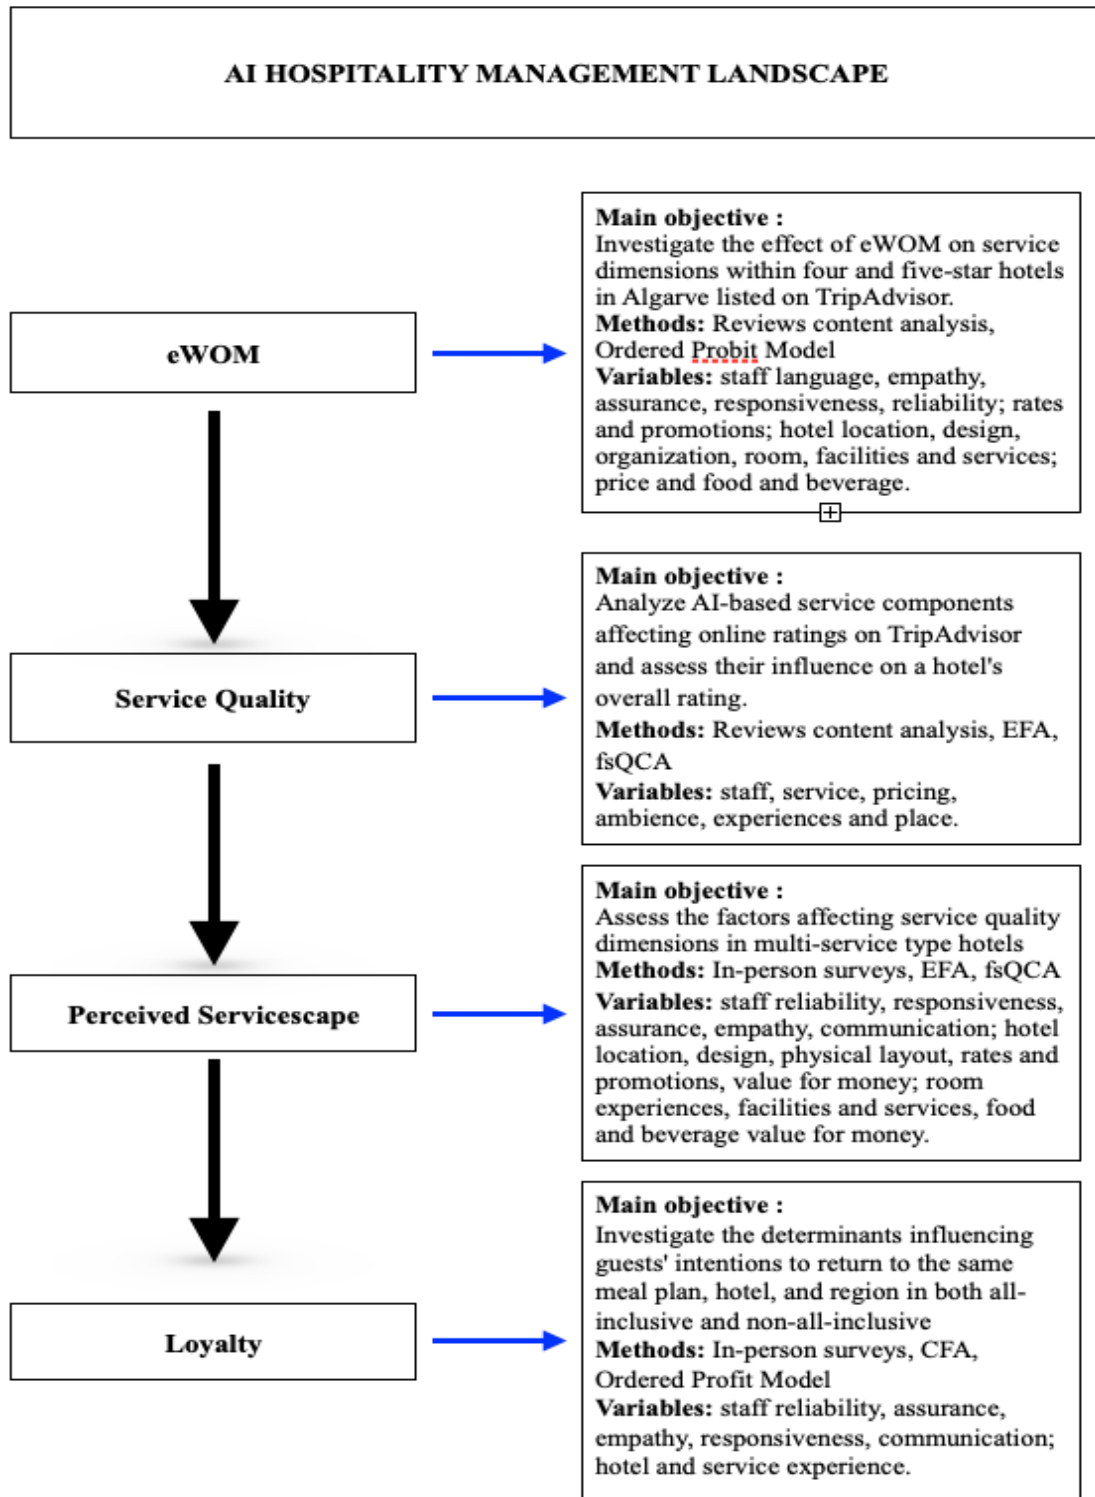 AI HOSPITALITY MANAGEMENT LANDSCAPE
eWOM
Main objective :
Investigate the effect of eWOM on service
dimensions within four and five-star hotels
in Algarve listed on TripAdvisor.
Methods: Reviews content analysis,
Ordered Probit Model
Variables: staff language, empathy,
assurance, responsiveness, reliability; rates
and promotions; hotel location, design,
organization, room, facilities and services;
price and food and beverage.
Service Quality
Main objective :
Analyze AI-based service components
affecting online ratings on TripAdvisor
and assess their influence on a hotel's
overall rating.
Methods: Reviews content analysis, EFA,
fsQCA
Variables: staff, service, pricing,
ambience, experiences and place.
Perceived Servicescape
Main objective :
Assess the factors affecting service quality
dimensions in multi-service type hotels
Methods: In-person surveys, EFA, fsQCA
Variables: staff reliability, responsiveness,
assurance, empathy, communication; hotel
location, design, physical layout, rates and
promotions, value for money; room
experiences, facilities and services, food
and beverage value for money.
Loyalty
Main objective :
Investigate the determinants influencing
guests' intentions to return to the same
meal plan, hotel, and region in both all-
inclusive and non-all-inclusive
Methods: In-person surveys, CFA,
Ordered Profit Model
Variables: staff reliability, assurance,
empathy, responsiveness, communication;
hotel and service experience.